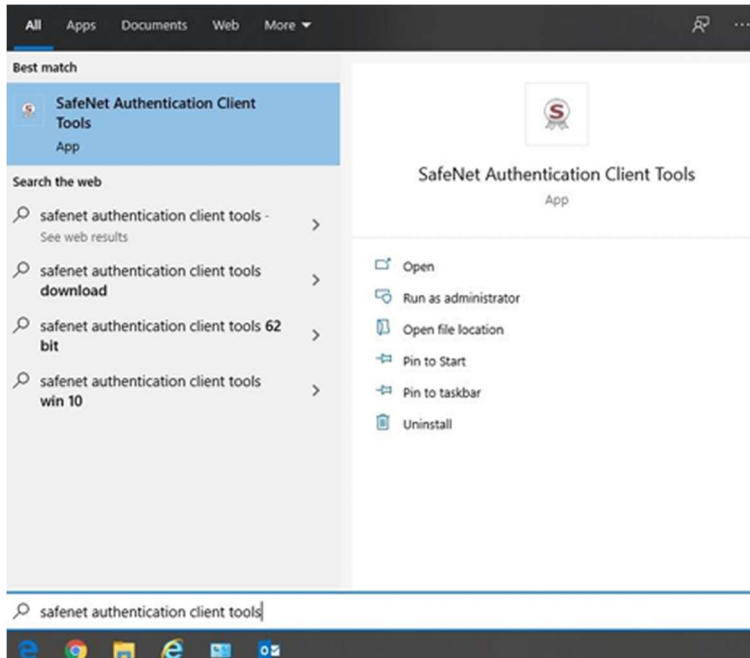 All Apps Documents Web More
Best match
SafeNet Authentication Client
Tools
App
Search the web
safenet authentication client tools -
See web results
safenet authentication client tools
download
safenet authentication client tools 62
bit
safenet authentication client tools
win 10
S
SafeNet Authentication Client Tools
App
Open
Run as administrator
Open file location
Pin to Start
Pin to taskbar
Uninstall
safenet authentication client tools